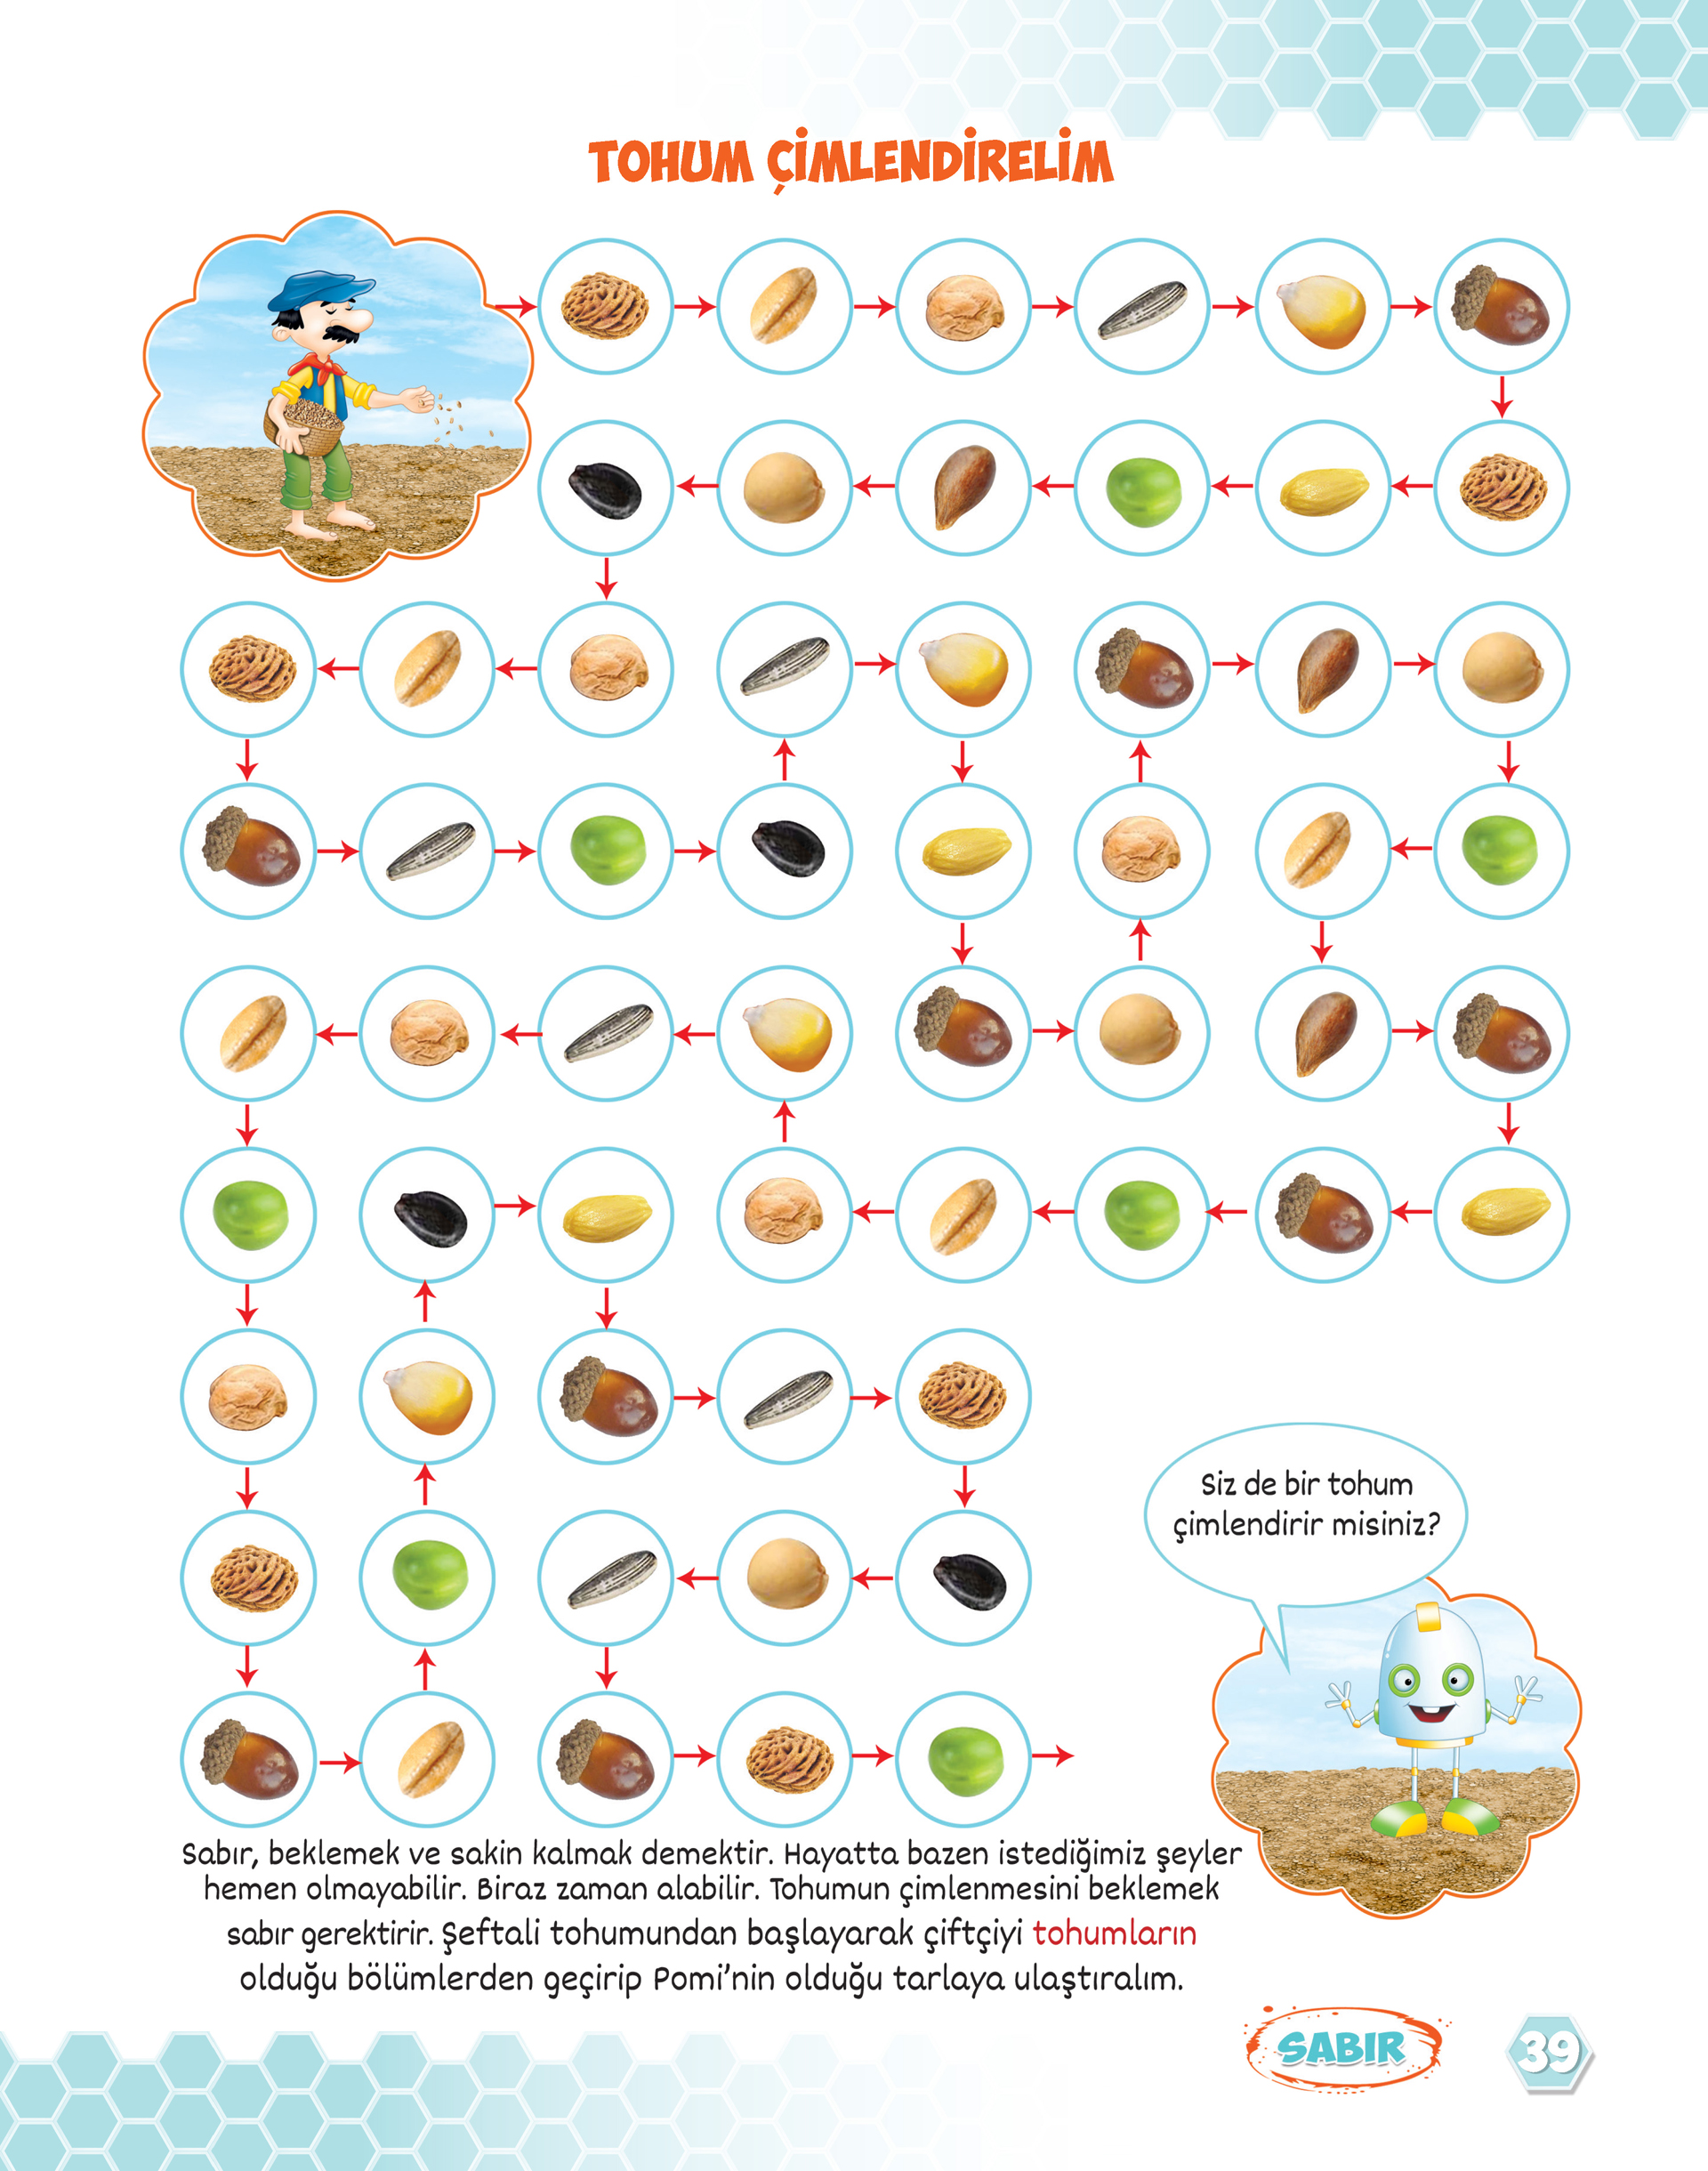 TOHUM ÇİMLENDİRELİM
Siz de bir tohum
çimlendirir misiniz?
Sabır, beklemek ve sakin kalmak demektir. Hayatta bazen istediğimiz şeyler
hemen olmayabilir. Biraz zaman alabilir. Tohumun çimlenmesini beklemek
sabır gerektirir. Şeftali tohumundan başlayarak çiftçiyi tohumların
olduğu bölümlerden geçirip Pomi'nin olduğu tarlaya ulaştıralım.
SABIR
39